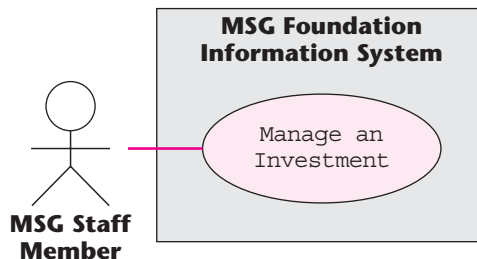 MSG Foundation
Information System
Manage an
Investment
MSG Staff
Member